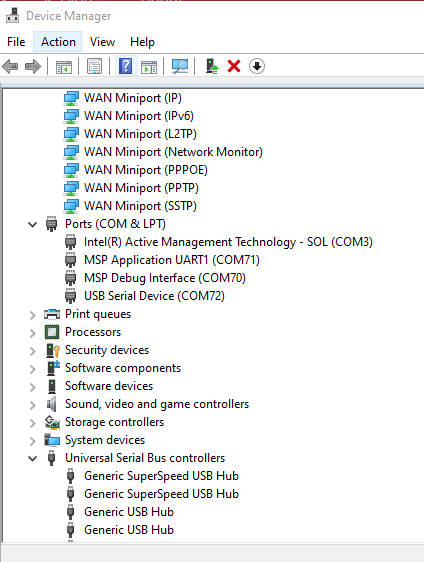 Device Manager
File Action View Help
WAN Miniport (IP)
WAN Miniport (IPv6)
WAN Miniport (L2TP)
WAN Miniport (Network Monitor)
WAN Miniport (PPPOE)
WAN Miniport (PPTP)
WAN Miniport (SSTP)
Ports (COM & LPT)
Intel(R) Active Management Technology - SOL (COM3)
MSP Application UART1 (COM71)
MSP Debug Interface (COM70)
USB Serial Device (COM72)
Print queues
Processors
Security devices
Software components
Software devices
Sound, video and game controllers
Storage controllers
System devices
Universal Serial Bus controllers
Generic SuperSpeed USB Hub
Generic SuperSpeed USB Hub
Generic USB Hub
Generic USB Hub